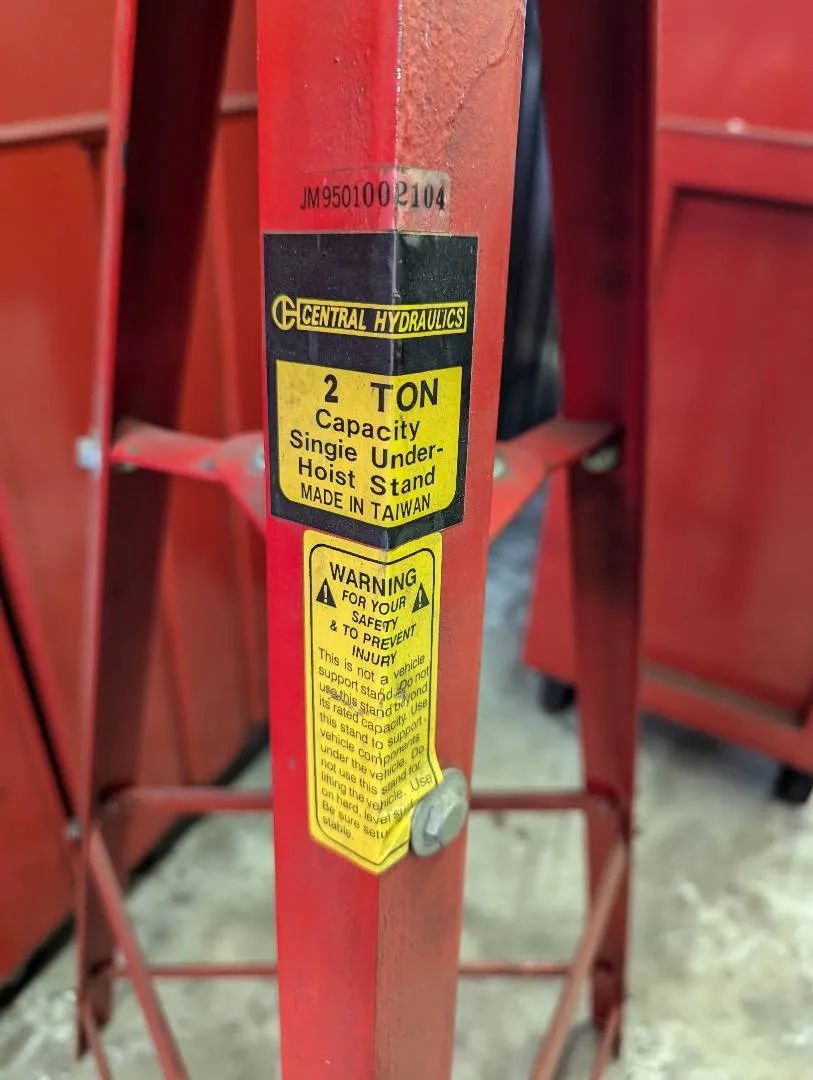 JM9501002104
CH CENTRAL HYDRAULICS
2 TON
Capacity
Singie Under-
Hoist Stand
MADE IN TAIWAN
WARNING
FOR YOUR
SAFETY
& TO PREVENT
INJURY
This is not a vehicle
support stand. Do not
use this stand beyond
its rated capacity. Use
this stand to support
vehicle components
under the vehicle. Do
not use this stand for
lifting the vehicle. Use
on hard, level
Be sure
stable.